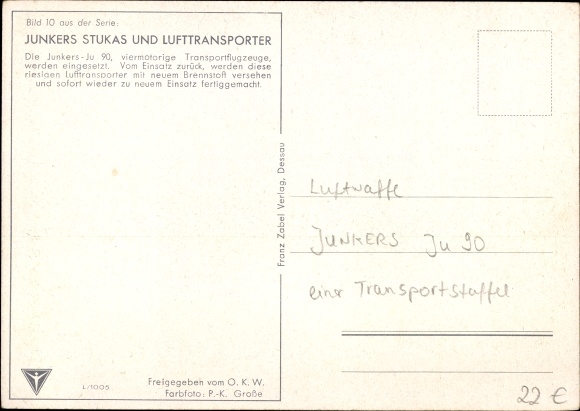 Bild 10 aus der Serie:
JUNKERS STUKAS UND LUFTTRANSPORTER
Die Junkers-Ju 90, viermotorige Transportflugzeuge,
werden eingesetzt. Vom Einsatz zurück, werden diese
riesigen Lufttransporter mit neuem Brennstoff versehen
und sofort wieder zu neuem Einsatz fertiggemacht.
Franz Zabel Verlag, Dessau
Luftwaffe
JUNKERS Ju 90
einer Transportstaffel
L/1005
Freigegeben vom O. K. W.
Farbfoto: P.-K. Große
22 €